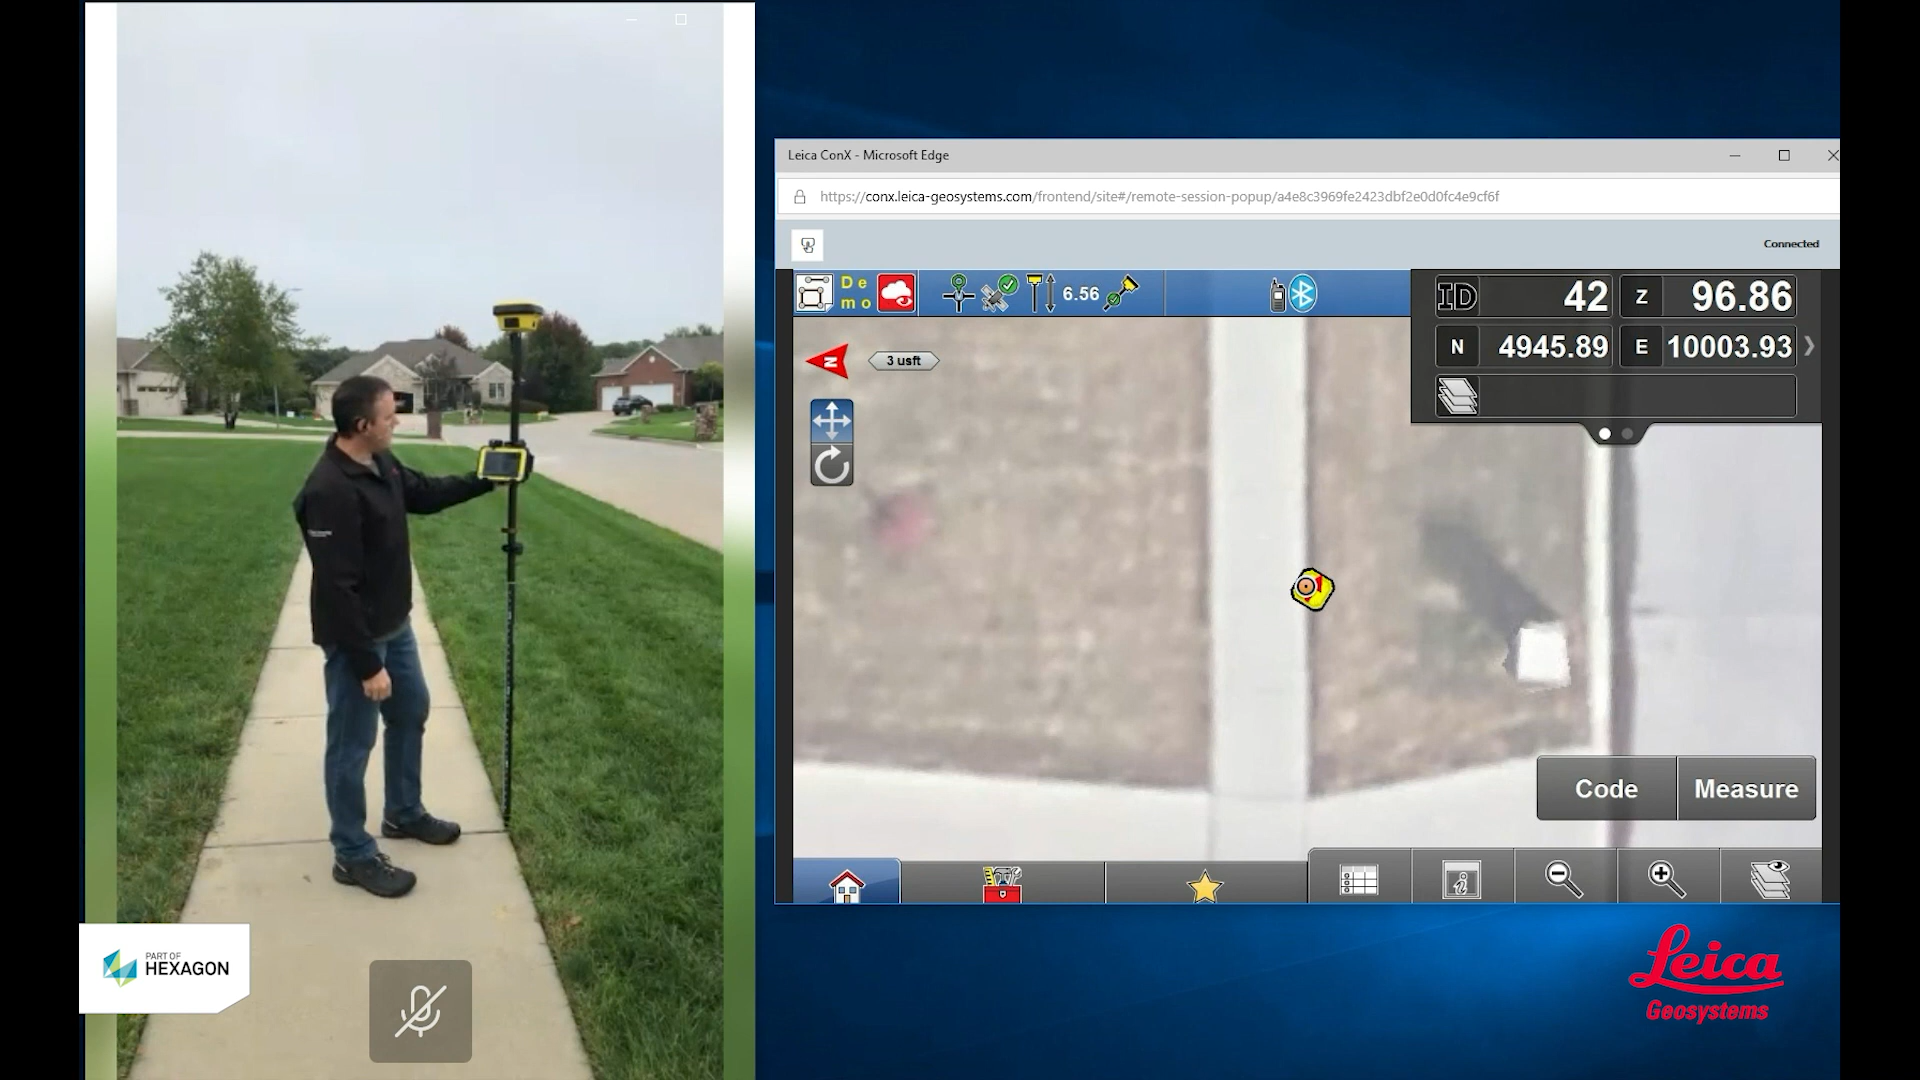 Leica ConX - Microsoft Edge
https://conx.leica-geosystems.com/frontend/site#/remote-session-popup/a4e8c3969fe2423dbf2e0d0fc4e9cf6f
Connected
De
mo
6.56
ID 42 Z 96.86
N 4945.89 E 10003.93
N
3 usft
Code Measure
PART OF
HEXAGON
Leica
Geosystems